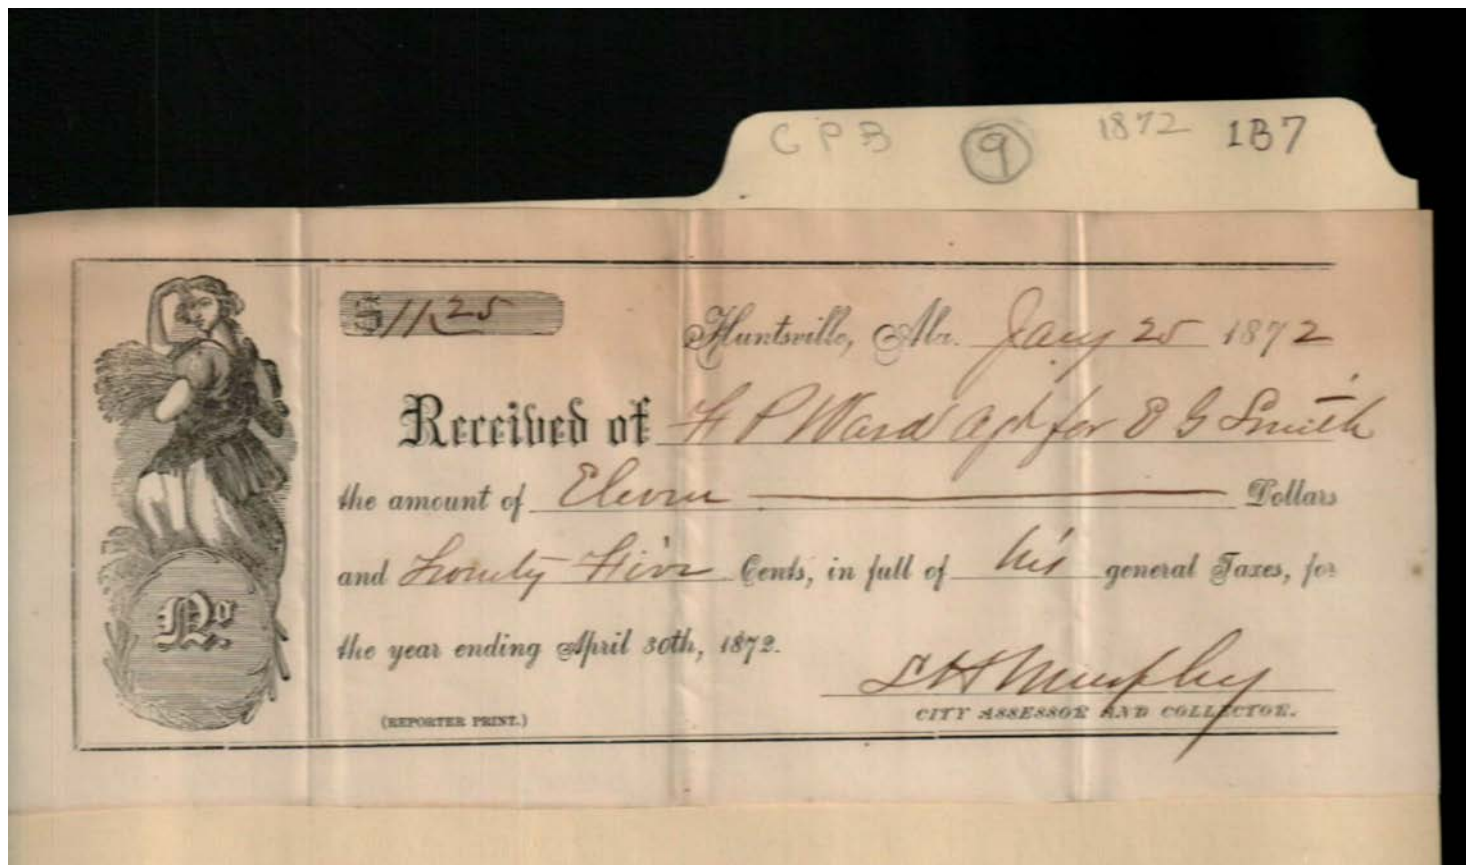 CPB 9 1872 1B7
$11.25
Huntsville, Ala. Jany 25 1872
Received of H P Ward agt for E G Smith
the amount of Eleven Dollars
and Twenty Five Cents, in full of his general Taxes, for
the year ending April 30th, 1872.
No
S H Murphy
(REPORTER PRINT.) CITY ASSESSOR AND COLLECTOR.